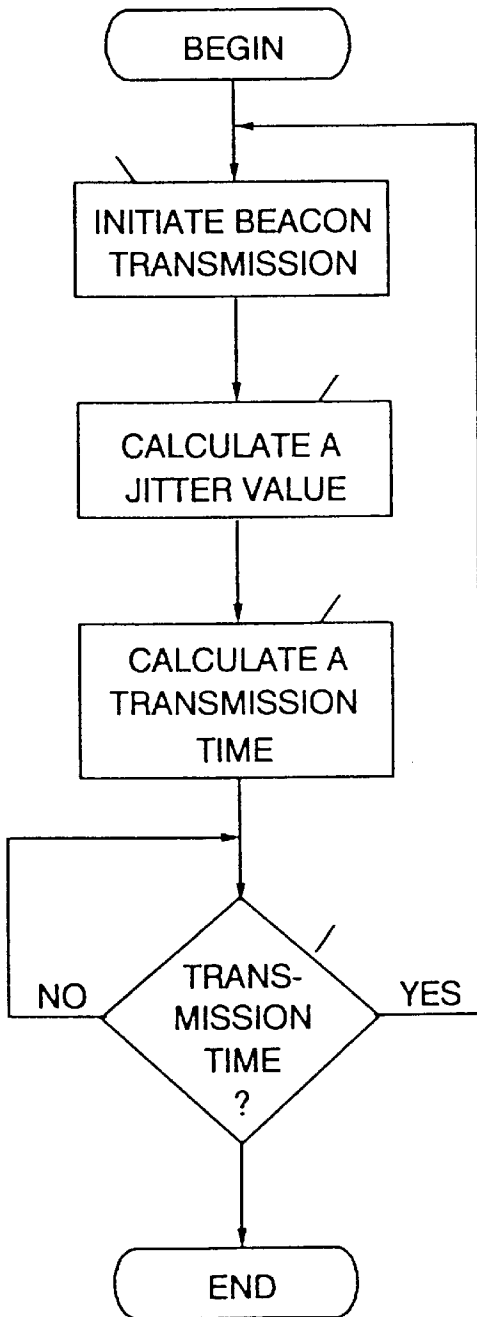 BEGIN
INITIATE BEACON
TRANSMISSION
CALCULATE A
JITTER VALUE
CALCULATE A
TRANSMISSION
TIME
TRANS-
MISSION
TIME
?
NO
YES
END